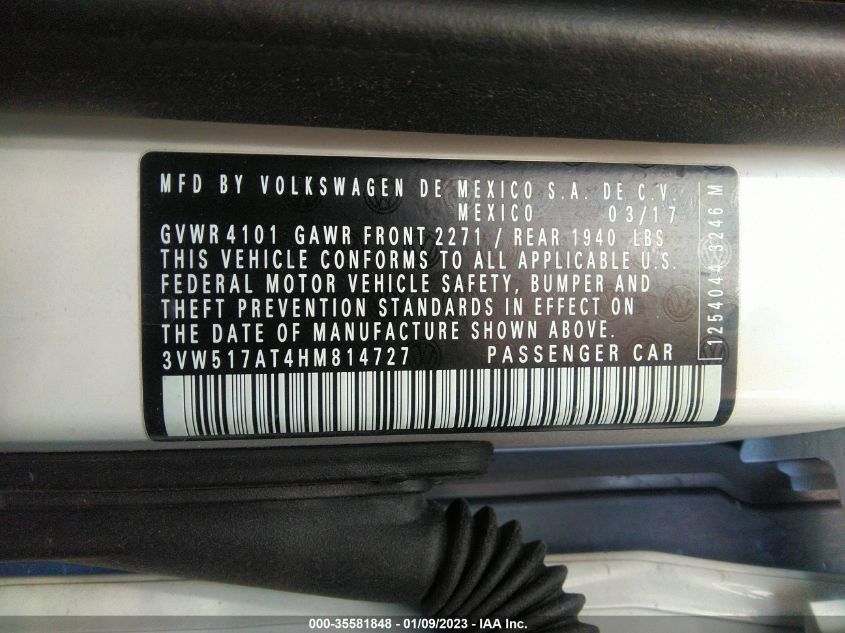 MFD BY VOLKSWAGEN DE MEXICO S.A. DE C.V.
MEXICO 03/17
GVWR 4101 GAWR FRONT 2271 / REAR 1940 LBS
THIS VEHICLE CONFORMS TO ALL APPLICABLE U.S.
FEDERAL MOTOR VEHICLE SAFETY, BUMPER AND
THEFT PREVENTION STANDARDS IN EFFECT ON
THE DATE OF MANUFACTURE SHOWN ABOVE.
3VW517AT4HM814727 PASSENGER CAR
1254044 3246 M
000-35581848 - 01/09/2023 - IAA Inc.